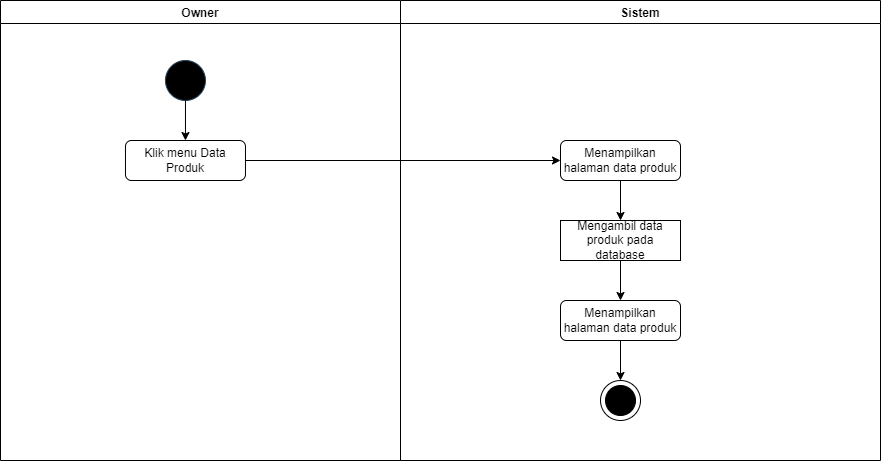 Owner
Sistem
Klik menu Data
Produk
Menampilkan
halaman data produk
Mengambil data
produk pada
database
Menampilkan
halaman data produk